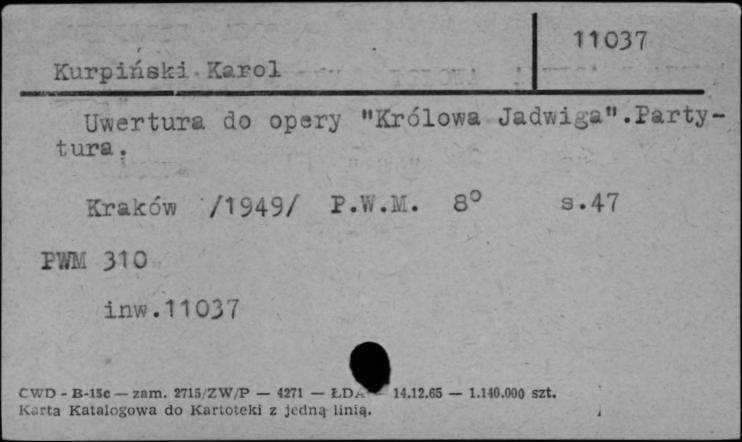 11037
Kurpiński Karol
Uwertura do opery "Królowa Jadwiga".Party-
tura.
Kraków /1949/ P.W.M. 8° s.47
PWM 310
inw.11037
CWD - B-15c — zam. 2715/ZW/P — 4271 — ŁDA — 14.12.65 — 1.140.000 szt.
Karta Katalogowa do Kartoteki z jedną linią.